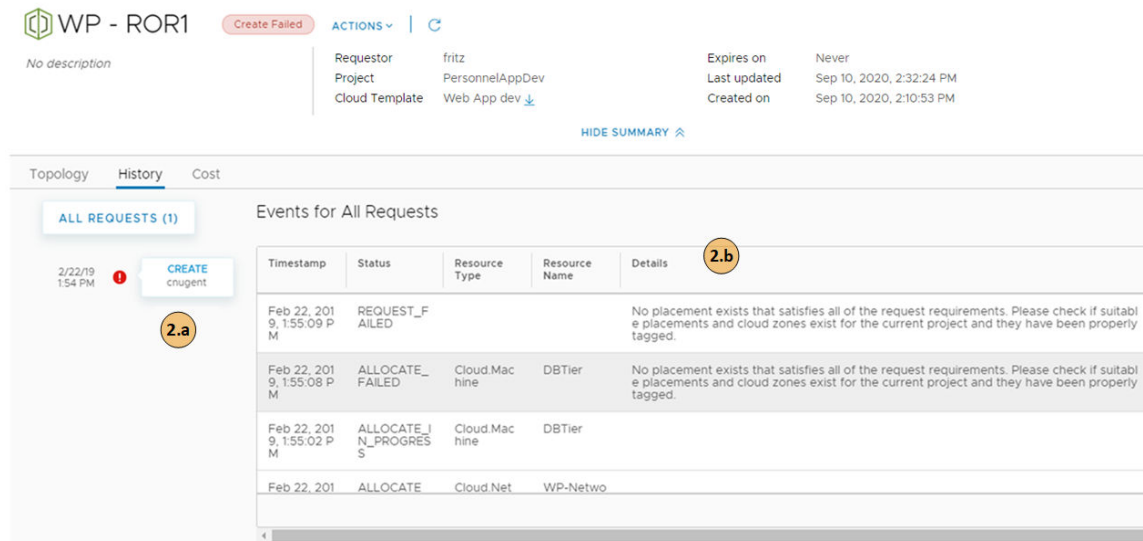 WP - ROR1 Create Failed ACTIONS
No description
Requestor fritz Expires on Never
Project PersonnelAppDev Last updated Sep 10, 2020, 2:32:24 PM
Cloud Template Web App dev Created on Sep 10, 2020, 2:10:53 PM
HIDE SUMMARY
Topology History Cost
ALL REQUESTS (1)
Events for All Requests
2/22/19
1:54 PM
CREATE
cnugent
2.a
Timestamp Status Resource Type Resource Name Details
2.b
Feb 22, 201
9, 1:55:09 P
M
REQUEST_F
AILED
No placement exists that satisfies all of the request requirements. Please check if suitabl
e placements and cloud zones exist for the current project and they have been properly
tagged.
Feb 22, 201
9, 1:55:08 P
M
ALLOCATE_
FAILED
Cloud.Mac
hine
DBTier
No placement exists that satisfies all of the request requirements. Please check if suitabl
e placements and cloud zones exist for the current project and they have been properly
tagged.
Feb 22, 201
9, 1:55:02 P
M
ALLOCATE_I
N_PROGRES
S
Cloud.Mac
hine
DBTier
Feb 22, 201 ALLOCATE Cloud.Net WP-Netwo